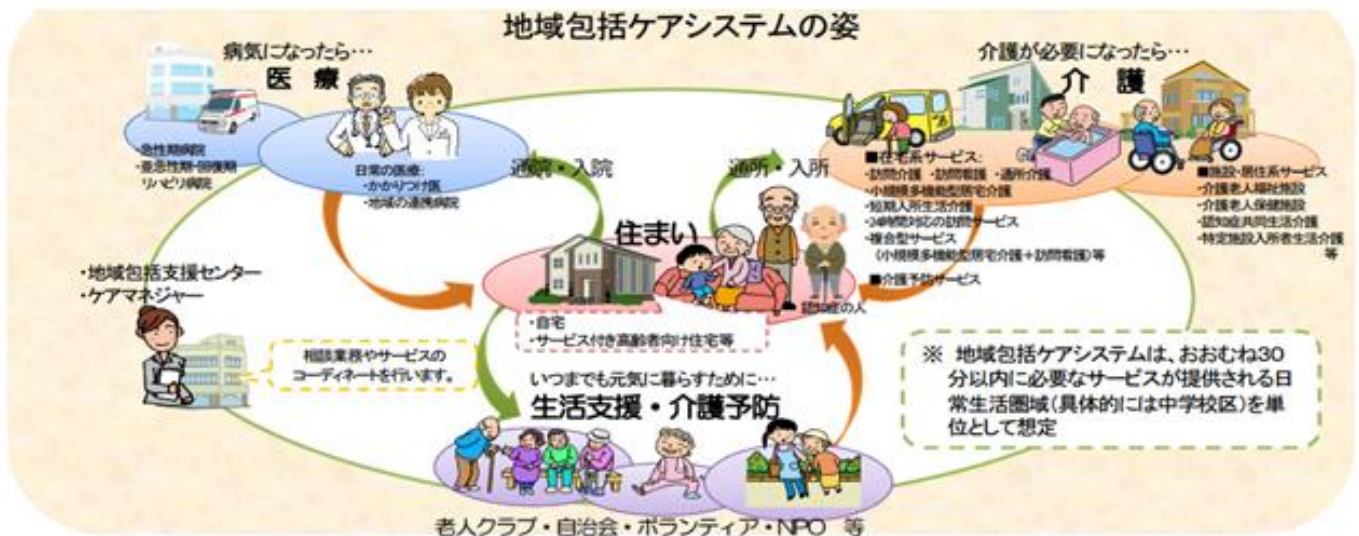 地域包括ケアシステムの姿
病気になったら…
医 療
・急性期病院
・亜急性期・回復期
リハビリ病院
日常の医療:
・かかりつけ医
・地域の連携病院
通院・入院
通所・入所
介護が必要になったら…
介 護
■在宅系サービス:
・訪問介護 ・訪問看護 ・通所介護
・小規模多機能型居宅介護
・短期入所生活介護
・24時間対応の訪問サービス
・複合型サービス
(小規模多機能型居宅介護+訪問看護)等
■介護予防サービス
■施設・居住系サービス
・介護老人福祉施設
・介護老人保健施設
・認知症共同生活介護
・特定施設入所者生活介護
等
住まい
・自宅
・サービス付き高齢者向け住宅等
認知症の人
・地域包括支援センター
・ケアマネジャー
相談業務やサービスの
コーディネートを行います。
いつまでも元気に暮らすために…
生活支援・介護予防
老人クラブ・自治会・ボランティア・NPO 等
※ 地域包括ケアシステムは、おおむね30
分以内に必要なサービスが提供される日
常生活圏域(具体的には中学校区)を単
位として想定